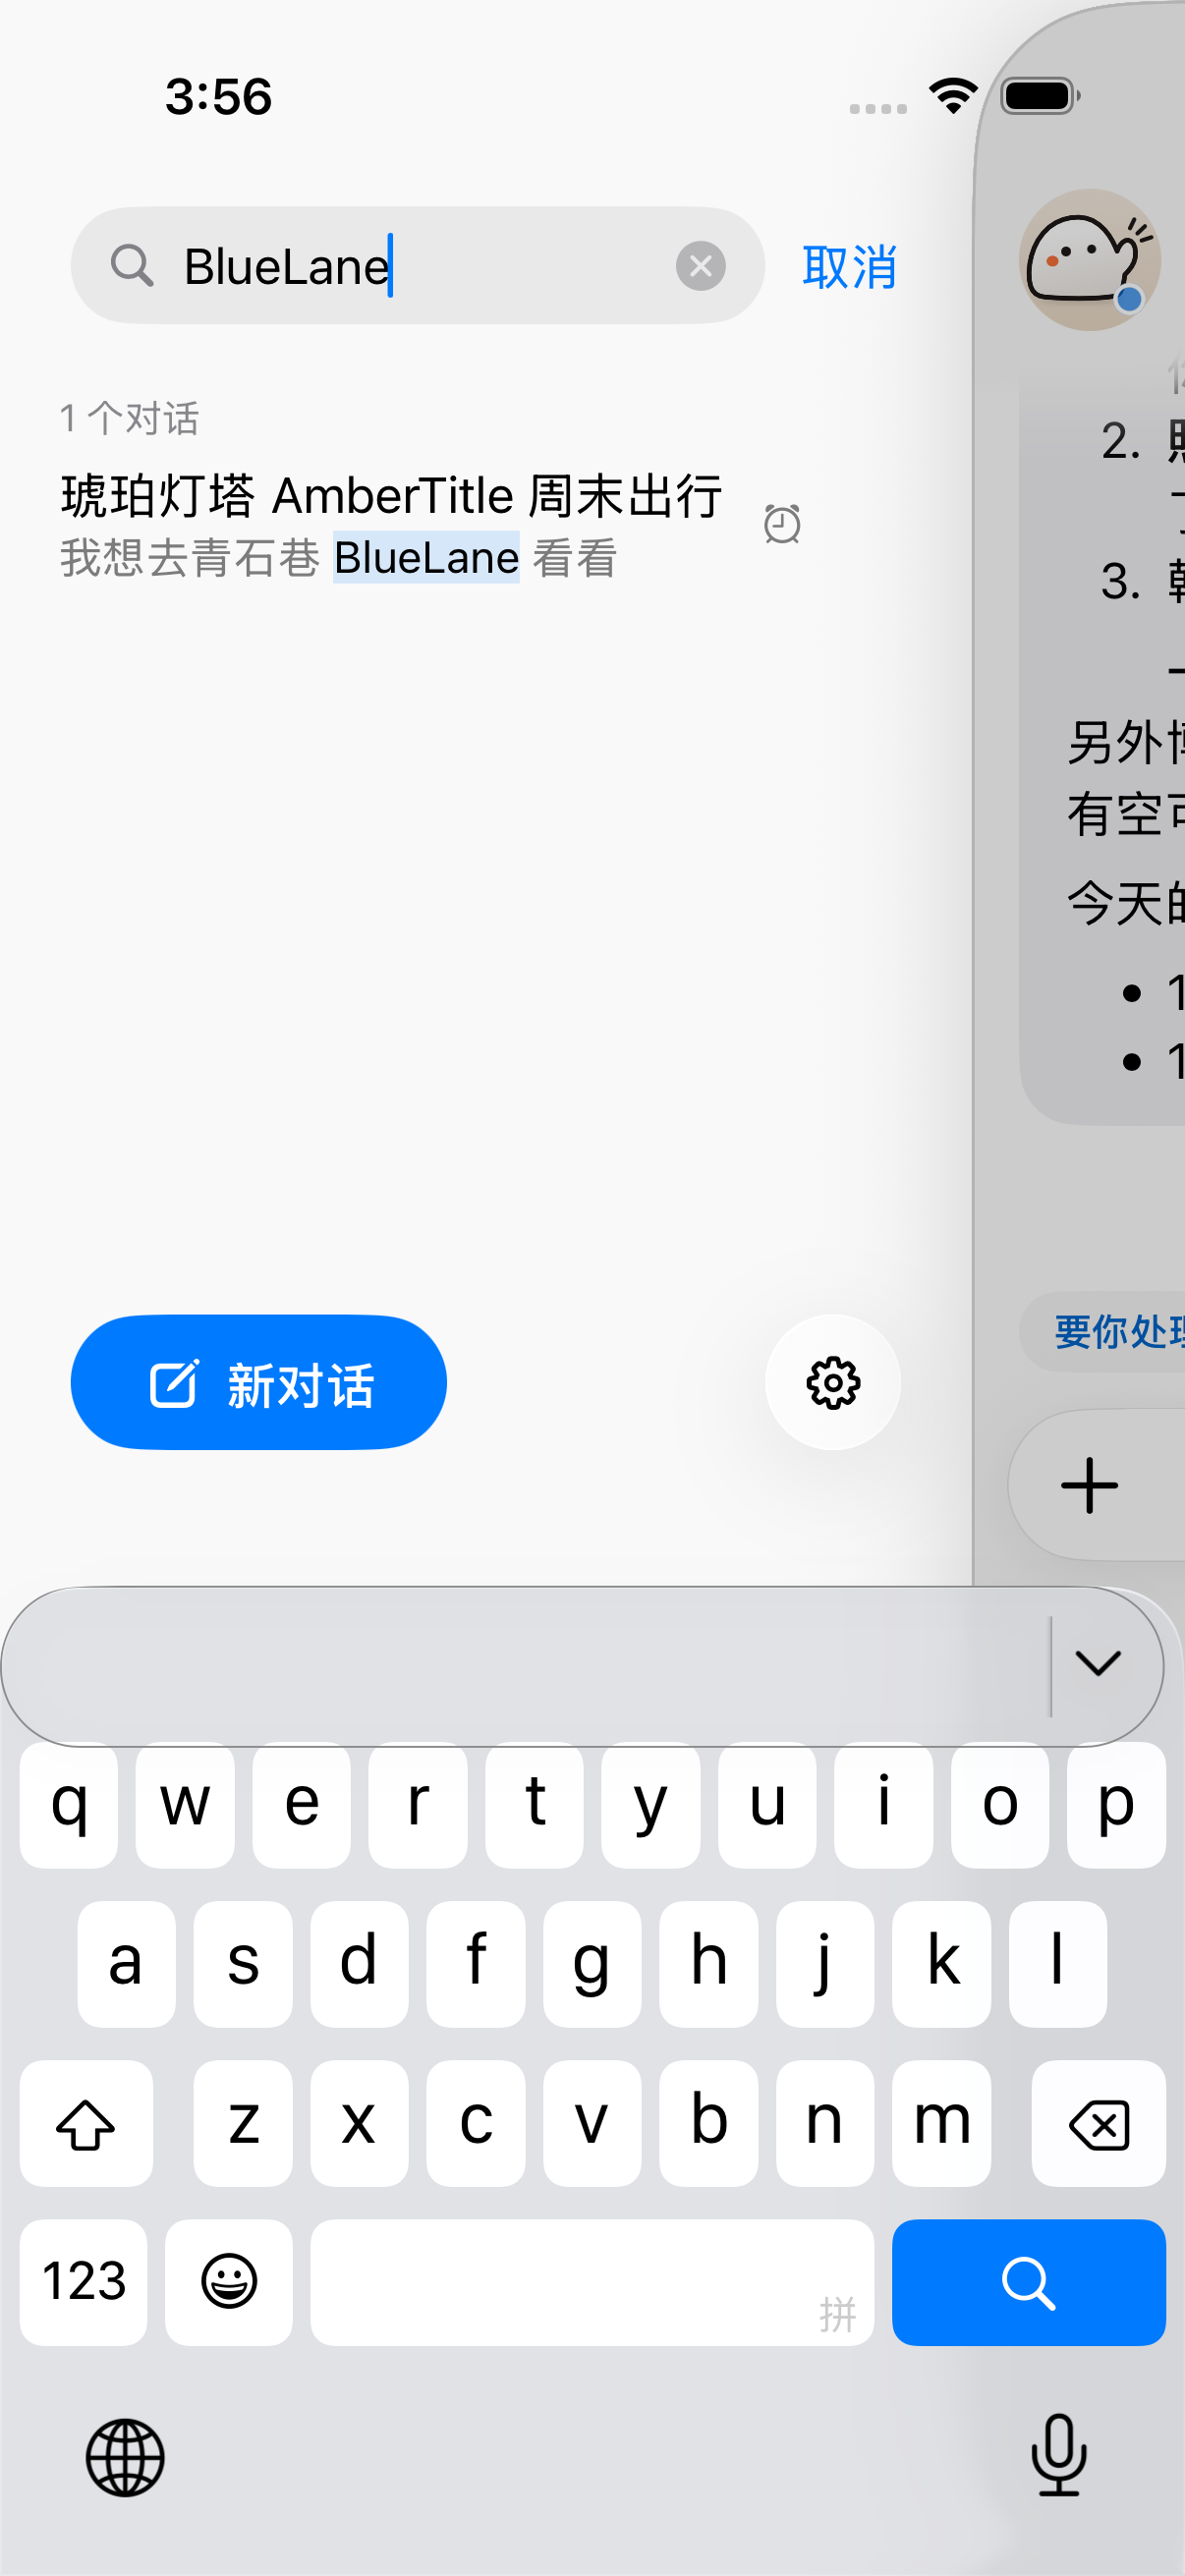 3:56
BlueLane
取消
1 个对话
琥珀灯塔 AmberTitle 周末出行
我想去青石巷 BlueLane 看看
2.
3.
另外
有空
今天
1
1
要你处
新对话
q w e r t y u i o p
a s d f g h j k l
z x c v b n m
123
拼